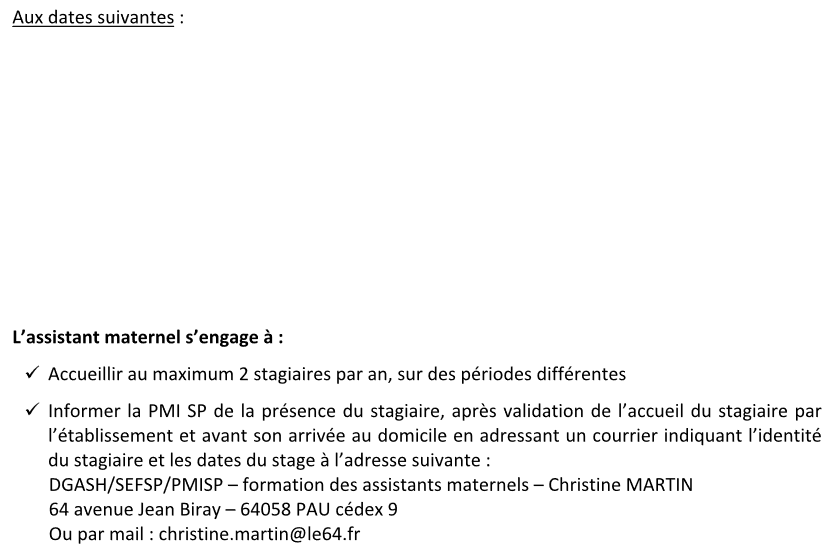 Aux dates suivantes :
L’assistant maternel s’engage à :
✓ Accueillir au maximum 2 stagiaires par an, sur des périodes différentes
✓ Informer la PMI SP de la présence du stagiaire, après validation de l’accueil du stagiaire par
l’établissement et avant son arrivée au domicile en adressant un courrier indiquant l’identité
du stagiaire et les dates du stage à l’adresse suivante :
DGASH/SEFSP/PMISP – formation des assistants maternels – Christine MARTIN
64 avenue Jean Biray – 64058 PAU cédex 9
Ou par mail : christine.martin@le64.fr